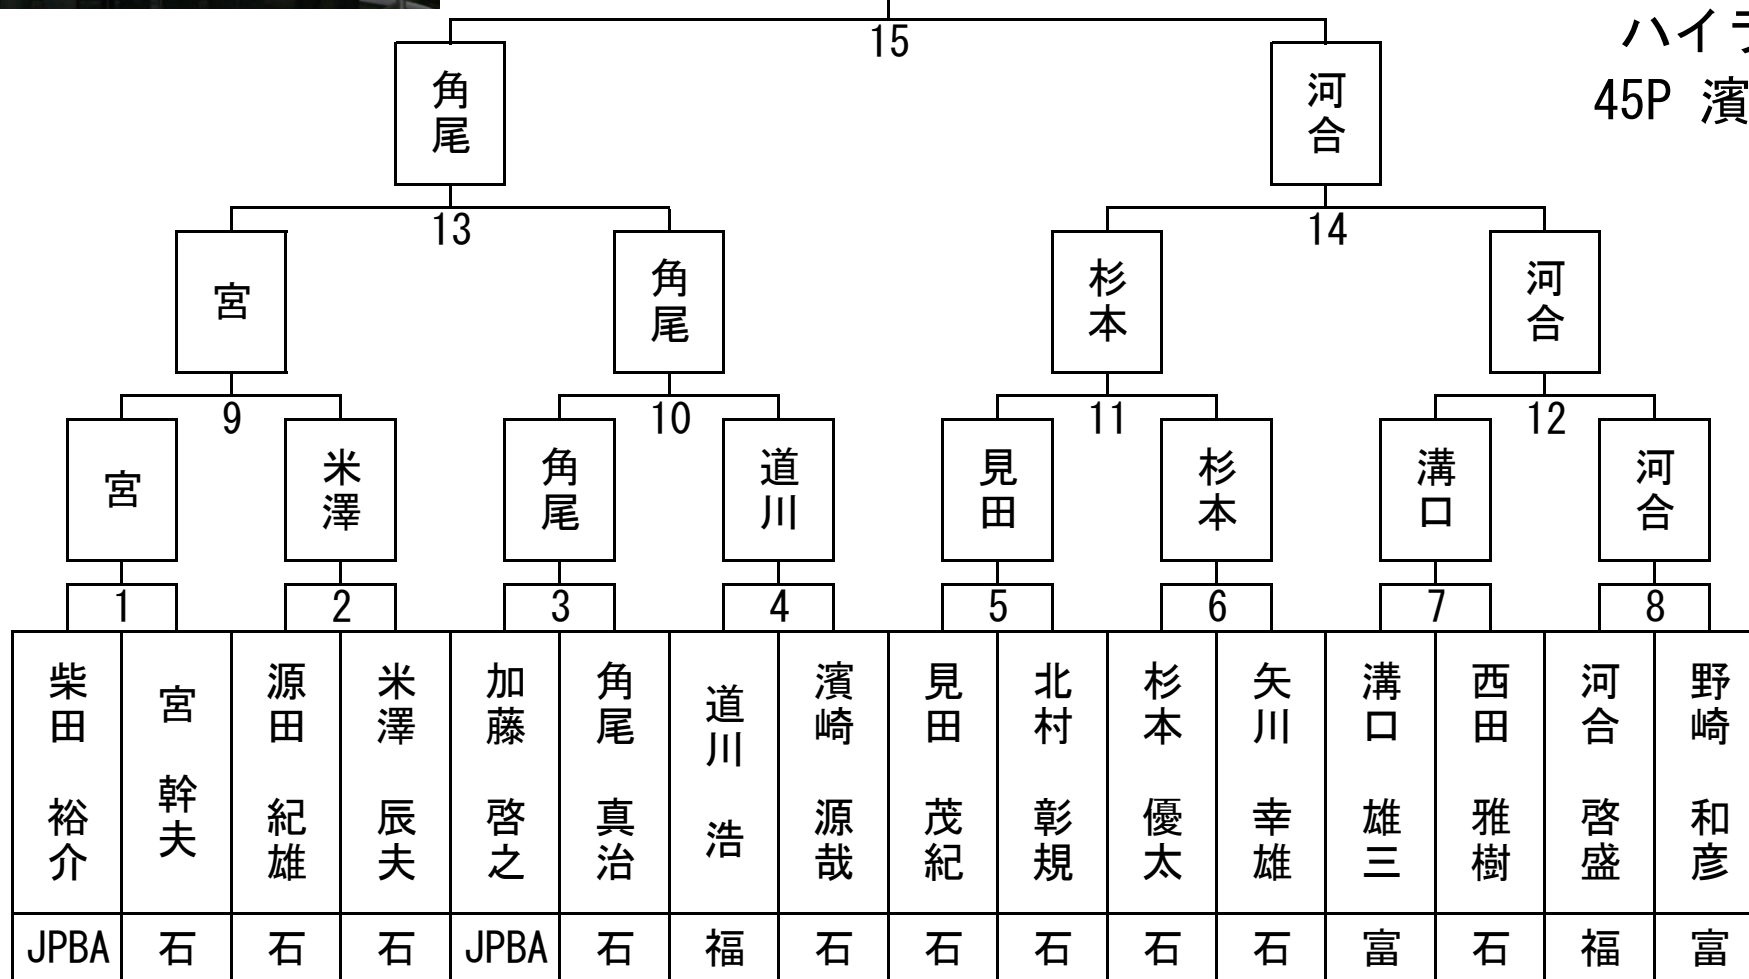 15
ハイ
45P 濱
角尾
河合
13
14
宮
角尾
杉本
河合
9
10
11
12
宮
米澤
角尾
道川
見田
杉本
溝口
河合
1
2
3
4
5
6
7
8
柴田 裕介
宮 幹夫
源田 紀雄
米澤 辰夫
加藤 啓之
角尾 真治
道川 浩
濱崎 源哉
見田 茂紀
北村 彰規
杉本 優太
矢川 幸雄
溝口 雄三
西田 雅樹
河合 啓盛
野崎 和彦
JPBA
石
石
石
JPBA
石
福
石
石
石
石
石
富
石
福
富